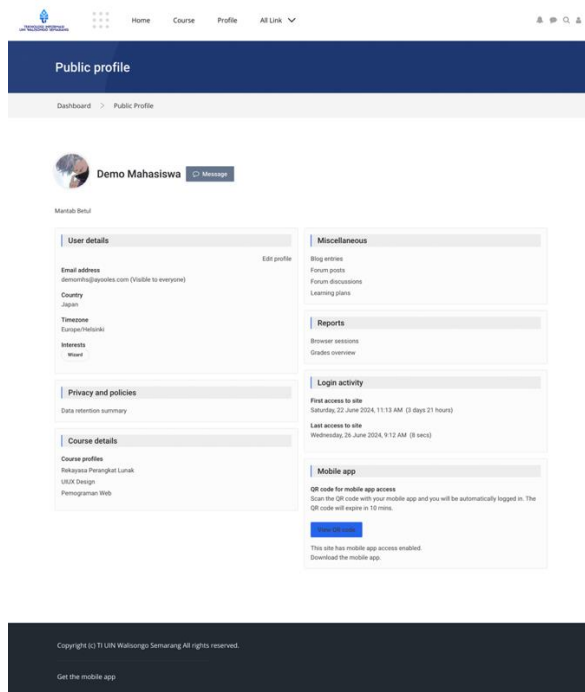 TEKNOLOGI INFORMASI
UIN WALISONGO SEMARANG
Home
Course
Profile
All Link
Public profile
Dashboard > Public Profile
Demo Mahasiswa
Message
Mantab Betul
User details
Edit profile
Email address
demomhs@ayooles.com (Visible to everyone)
Country
Japan
Timezone
Europe/Helsinki
Interests
Wizard
Privacy and policies
Data retention summary
Course details
Course profiles
Rekayasa Perangkat Lunak
UIUX Design
Pemograman Web
Miscellaneous
Blog entries
Forum posts
Forum discussions
Learning plans
Reports
Browser sessions
Grades overview
Login activity
First access to site
Saturday, 22 June 2024, 11:13 AM (3 days 21 hours)
Last access to site
Wednesday, 26 June 2024, 9:12 AM (8 secs)
Mobile app
QR code for mobile app access
Scan the QR code with your mobile app and you will be automatically logged in. The
QR code will expire in 10 mins.
View QR code
This site has mobile app access enabled.
Download the mobile app.
Copyright (c) TI UIN Walisongo Semarang All rights reserved.
Get the mobile app